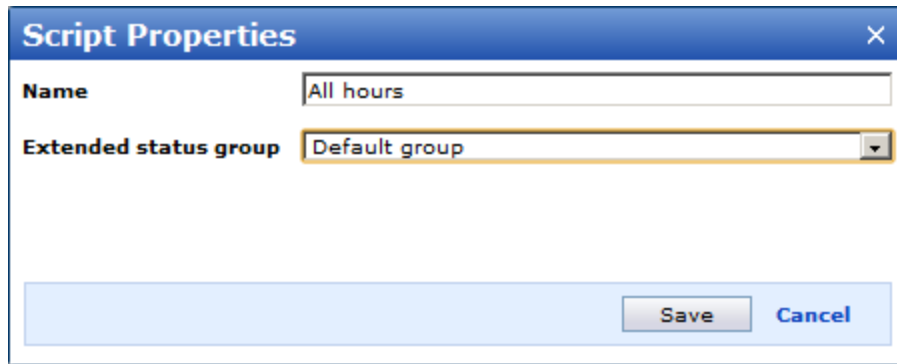 Script Properties
Name All hours
Extended status group Default group
Save Cancel